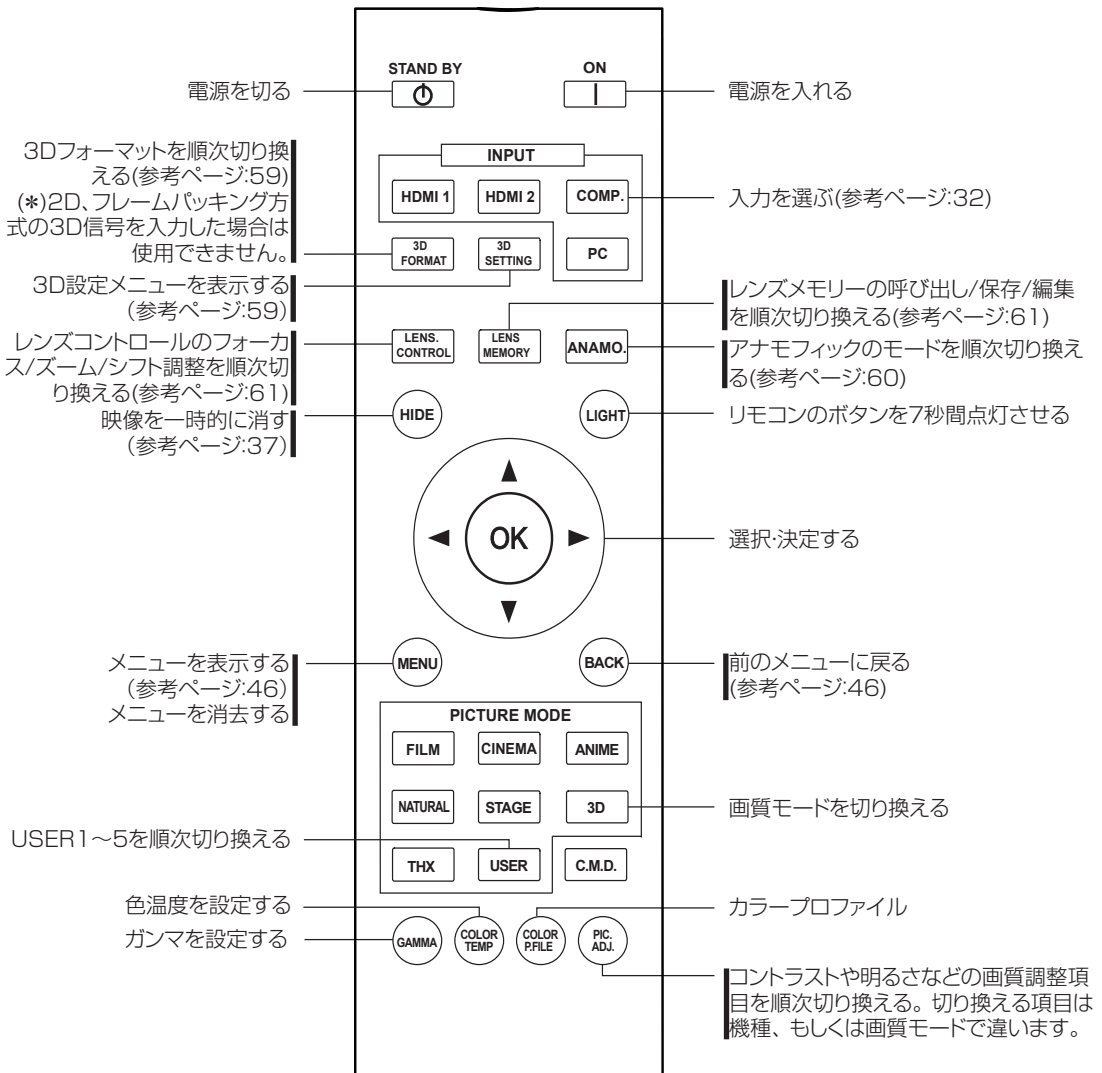 STAND BY
ON
電源を切る
電源を入れる
3Dフォーマットを順次切り換
える(参考ページ:59)
(*)2D、フレームパッキング方
式の3D信号を入力した場合は
使用できません。
INPUT
HDMI 1
HDMI 2
COMP.
入力を選ぶ(参考ページ:32)
3D
FORMAT
3D
SETTING
PC
3D設定メニューを表示する
(参考ページ:59)
レンズメモリーの呼び出し/保存/編集
を順次切り換える(参考ページ:61)
レンズコントロールのフォーカ
ス/ズーム/シフト調整を順次切
り換える(参考ページ:61)
LENS.
CONTROL
LENS
MEMORY
ANAMO.
アナモフィックのモードを順次切り換え
る(参考ページ:60)
映像を一時的に消す
(参考ページ:37)
HIDE
LIGHT
リモコンのボタンを7秒間点灯させる
OK
選択・決定する
メニューを表示する
(参考ページ:46)
メニューを消去する
MENU
BACK
前のメニューに戻る
(参考ページ:46)
PICTURE MODE
FILM
CINEMA
ANIME
NATURAL
STAGE
3D
画質モードを切り換える
USER1〜5を順次切り換える
THX
USER
C.M.D.
色温度を設定する
カラープロファイル
ガンマを設定する
GAMMA
COLOR
TEMP
COLOR
P.FILE
PIC.
ADJ.
コントラストや明るさなどの画質調整項
目を順次切り換える。切り換える項目は
機種、もしくは画質モードで違います。